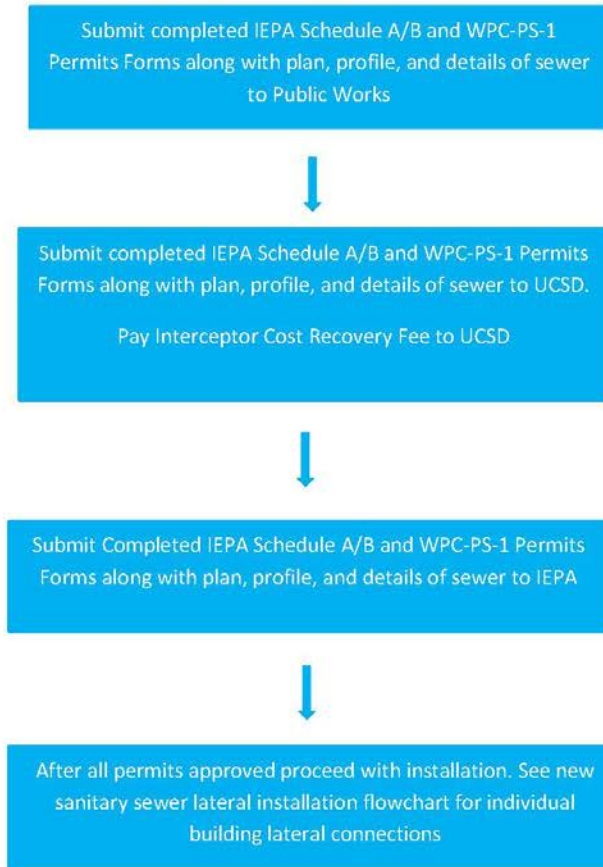 Submit completed IEPA Schedule A/B and WPC-PS-1
Permits Forms along with plan, profile, and details of sewer
to Public Works
Submit completed IEPA Schedule A/B and WPC-PS-1 Permits
Forms along with plan, profile, and details of sewer to UCSD.
Pay Interceptor Cost Recovery Fee to UCSD
Submit Completed IEPA Schedule A/B and WPC-PS-1 Permits
Forms along with plan, profile, and details of sewer to IEPA
After all permits approved proceed with installation. See new
sanitary sewer lateral installation flowchart for individual
building lateral connections